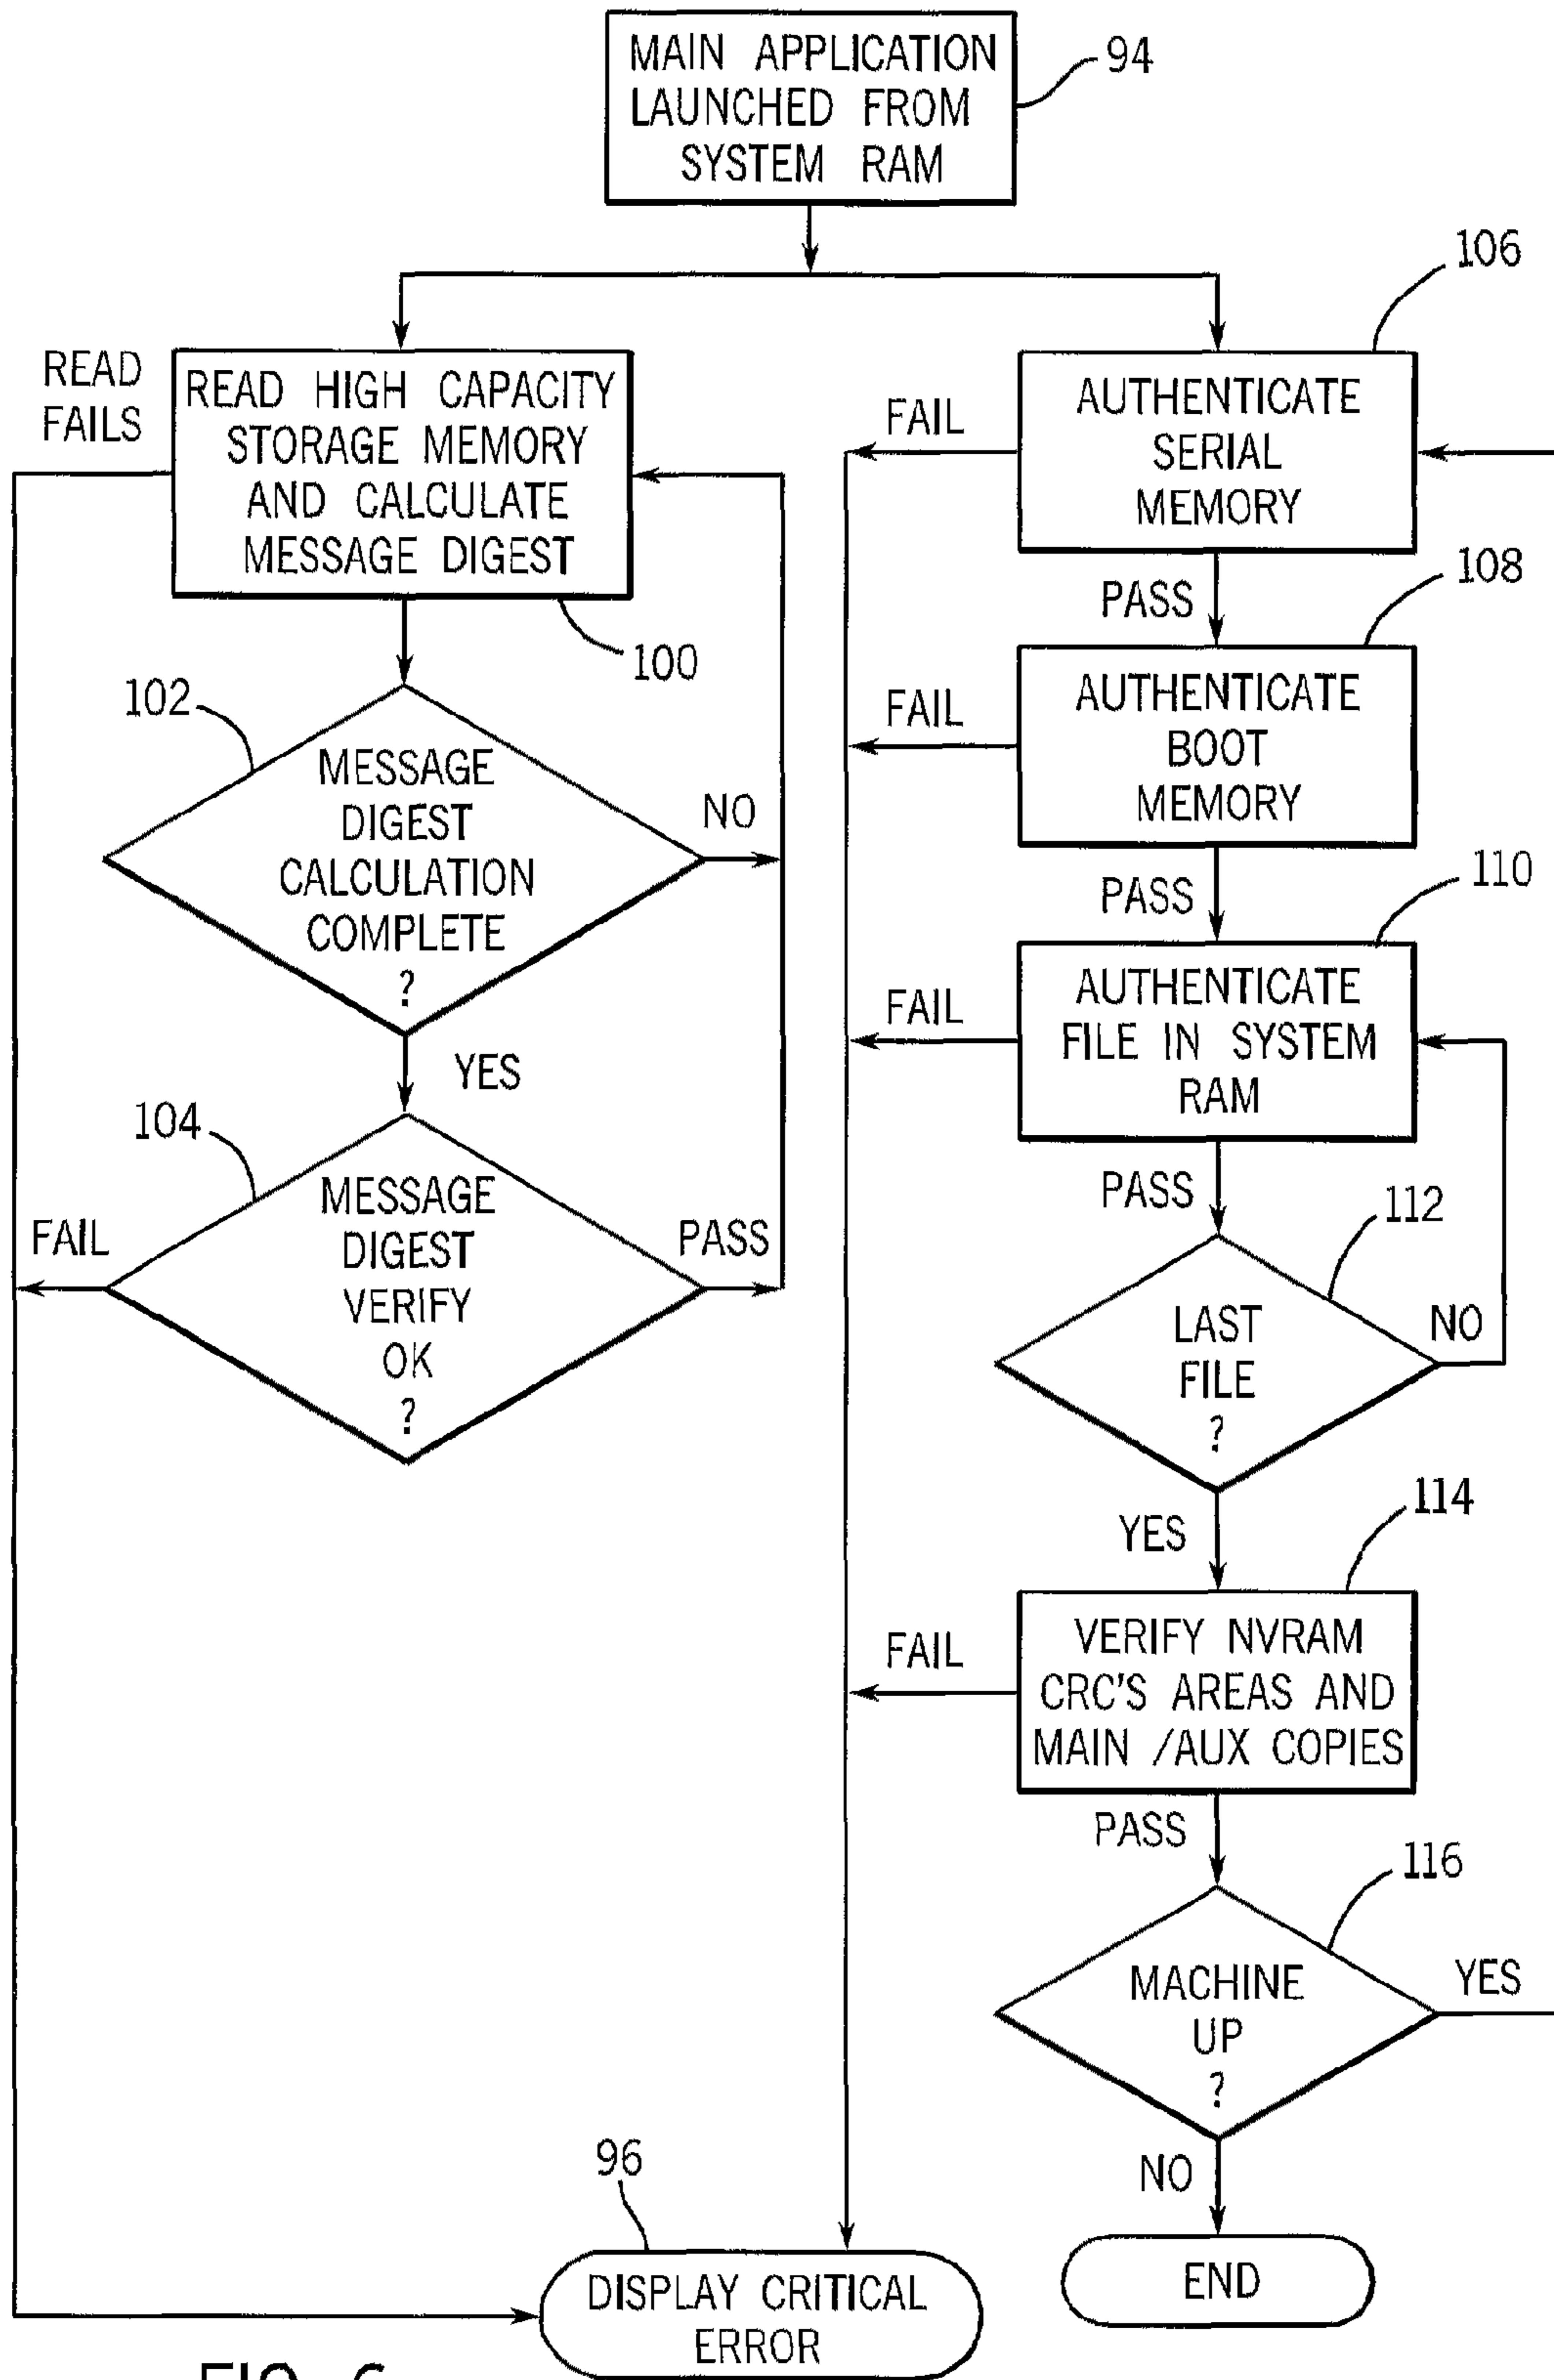 MAIN APPLICATION
LAUNCHED FROM
SYSTEM RAM
94
106
READ
FAILS
READ HIGH CAPACITY
STORAGE MEMORY
AND CALCULATE
MESSAGE DIGEST
100
FAIL
AUTHENTICATE
SERIAL
MEMORY
PASS
108
102
MESSAGE
DIGEST
CALCULATION
COMPLETE
?
NO
YES
FAIL
AUTHENTICATE
BOOT
MEMORY
PASS
110
FAIL
AUTHENTICATE
FILE IN SYSTEM
RAM
PASS
104
MESSAGE
DIGEST
VERIFY
OK
?
FAIL
PASS
112
LAST
FILE
?
NO
YES
114
FAIL
VERIFY NVRAM
CRC'S AREAS AND
MAIN /AUX COPIES
PASS
116
MACHINE
UP
?
YES
NO
96
DISPLAY CRITICAL
ERROR
END
FIG. 6